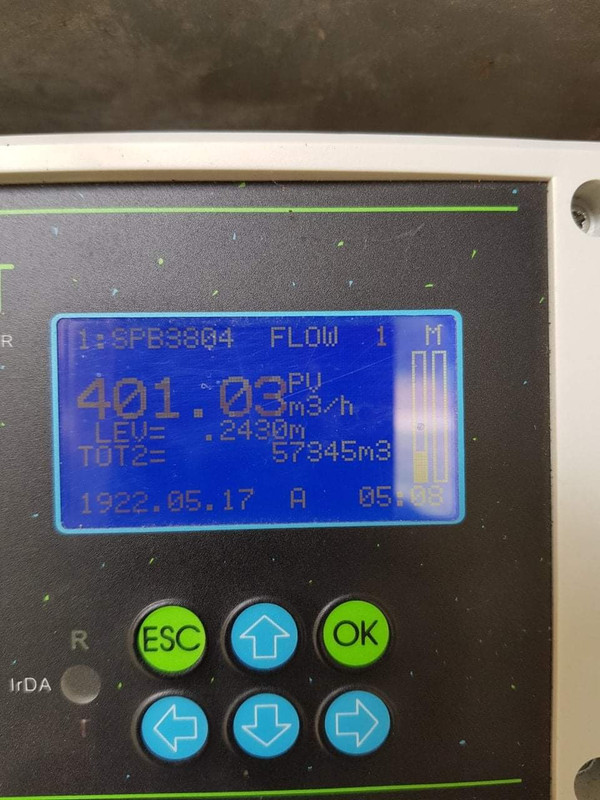 1:SPB3804 FLOW 1 M
401.03 PV
m3/h
LEV= .2430m
TOT2= 57345m3
1922.05.17 A 05:08
R
ESC OK
R
IrDA
T